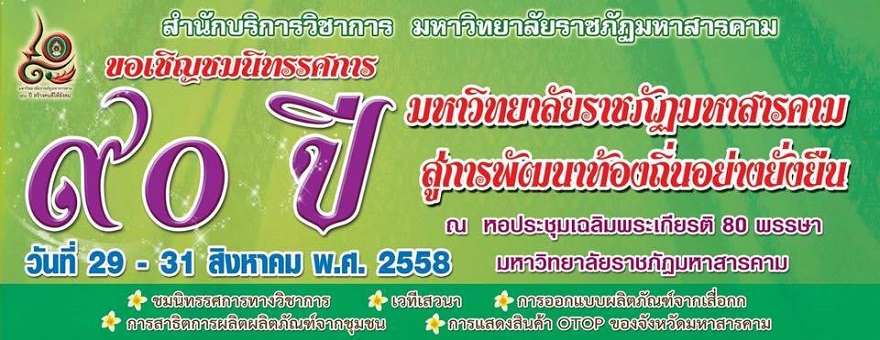 สำนักบริการวิชาการ มหาวิทยาลัยราชภัฏมหาสารคาม
ขอเชิญชมนิทรรศการ
๙๐ ปี
มหาวิทยาลัยราชภัฏมหาสารคาม
สู่การพัฒนาท้องถิ่นอย่างยั่งยืน
ณ หอประชุมเฉลิมพระเกียรติ 80 พรรษา
มหาวิทยาลัยราชภัฏมหาสารคาม
วันที่ 29 - 31 สิงหาคม พ.ศ. 2558
ชมนิทรรศการทางวิชาการ เวทีเสวนา การออกแบบผลิตภัณฑ์จากเสื่อกก
การสาธิตการผลิตผลิตภัณฑ์จากชุมชน การแสดงสินค้า OTOP ของจังหวัดมหาสารคาม